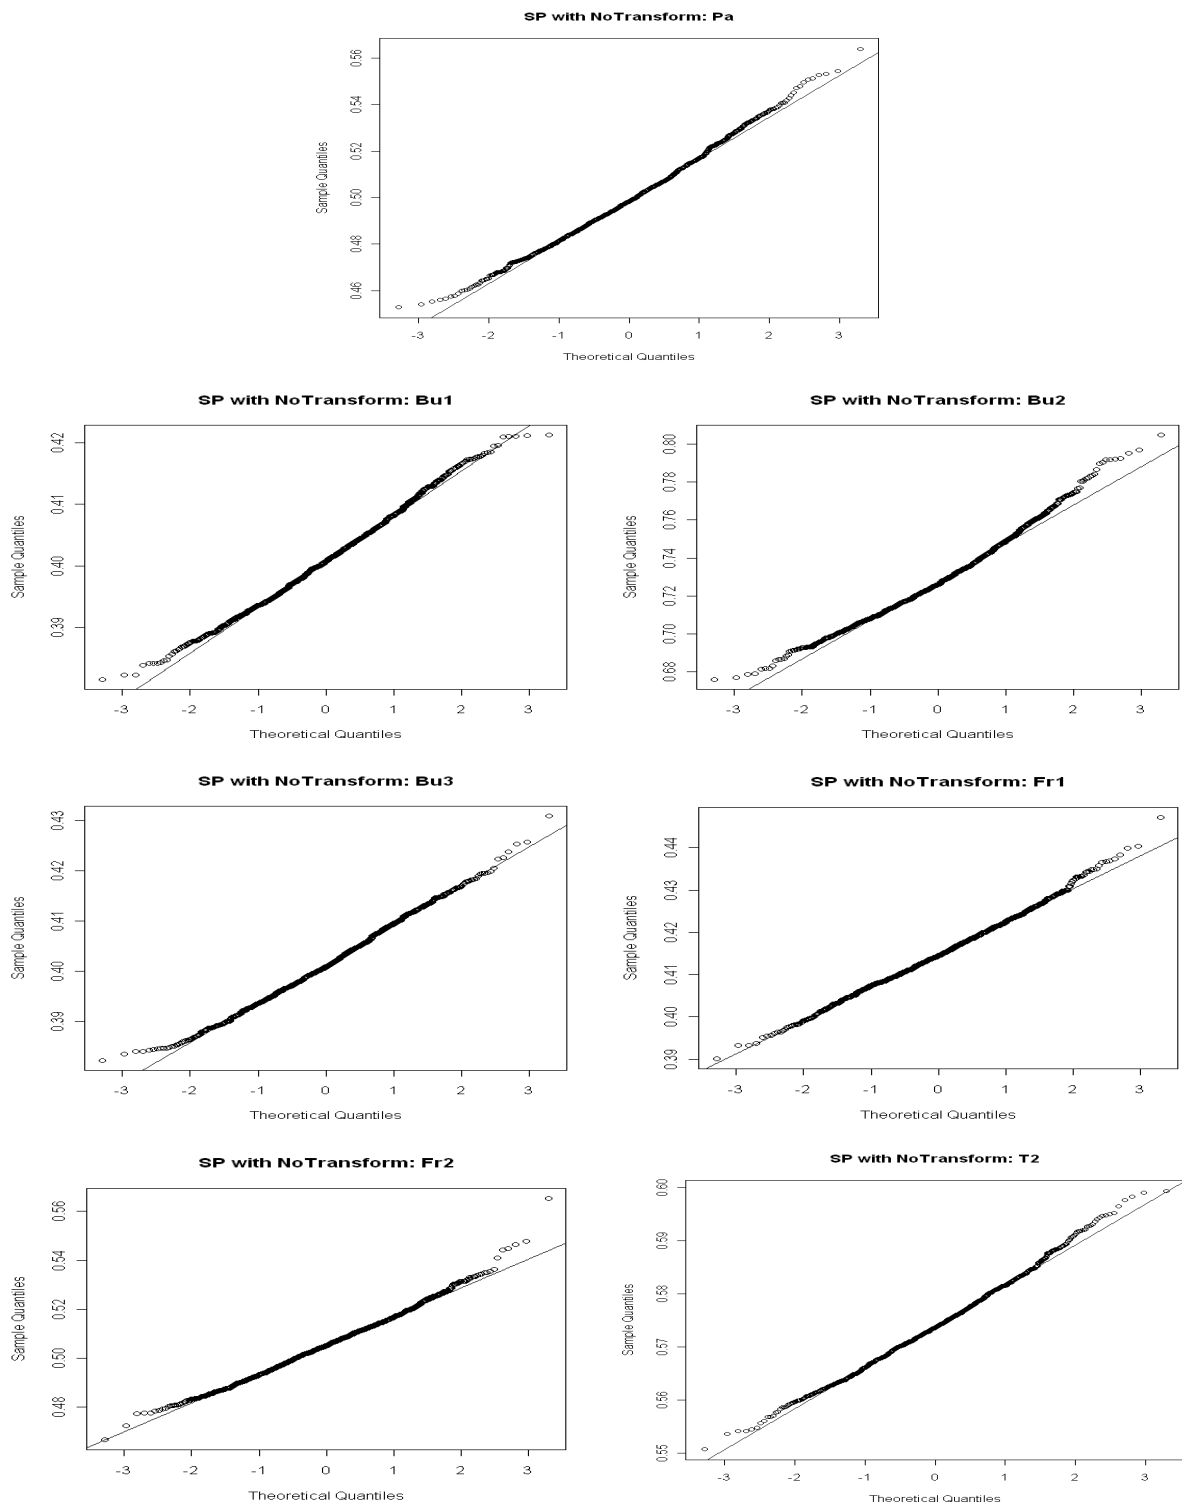 SP with NoTransform: Pa
0.56
0.54
0.52
0.50
0.48
0.46
Sample Quantiles
-3 -2 -1 0 1 2 3
Theoretical Quantiles
SP with NoTransform: Bu1
0.42
0.41
0.40
0.39
Sample Quantiles
-3 -2 -1 0 1 2 3
Theoretical Quantiles
SP with NoTransform: Bu2
0.80
0.78
0.76
0.74
0.72
0.70
0.68
Sample Quantiles
-3 -2 -1 0 1 2 3
Theoretical Quantiles
SP with NoTransform: Bu3
0.43
0.42
0.41
0.40
0.39
Sample Quantiles
-3 -2 -1 0 1 2 3
Theoretical Quantiles
SP with NoTransform: Fr1
0.44
0.43
0.42
0.41
0.40
0.39
Sample Quantiles
-3 -2 -1 0 1 2 3
Theoretical Quantiles
SP with NoTransform: Fr2
0.56
0.54
0.52
0.50
0.48
Sample Quantiles
-3 -2 -1 0 1 2 3
Theoretical Quantiles
SP with NoTransform: T2
0.60
0.59
0.58
0.57
0.56
0.55
Sample Quantiles
-3 -2 -1 0 1 2 3
Theoretical Quantiles